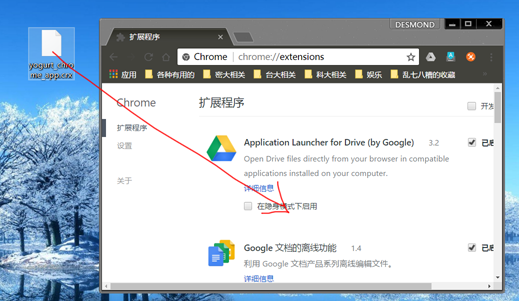 yogurt_chro
me_app.crx
DESMOND
扩展程序
Chrome
chrome://extensions
应用
各种有用的
密大相关
台大相关
科大相关
娱乐
乱七八糟的收藏
Chrome
扩展程序
设置
关于
扩展程序
开发
Application Launcher for Drive (by Google)
3.2
已启
Open Drive files directly from your browser in compatible
applications installed on your computer.
详细信息
在隐身模式下启用
Google 文档的离线功能
1.4
已启
利用 Google 文档产品系列离线编辑文件。
详细信息